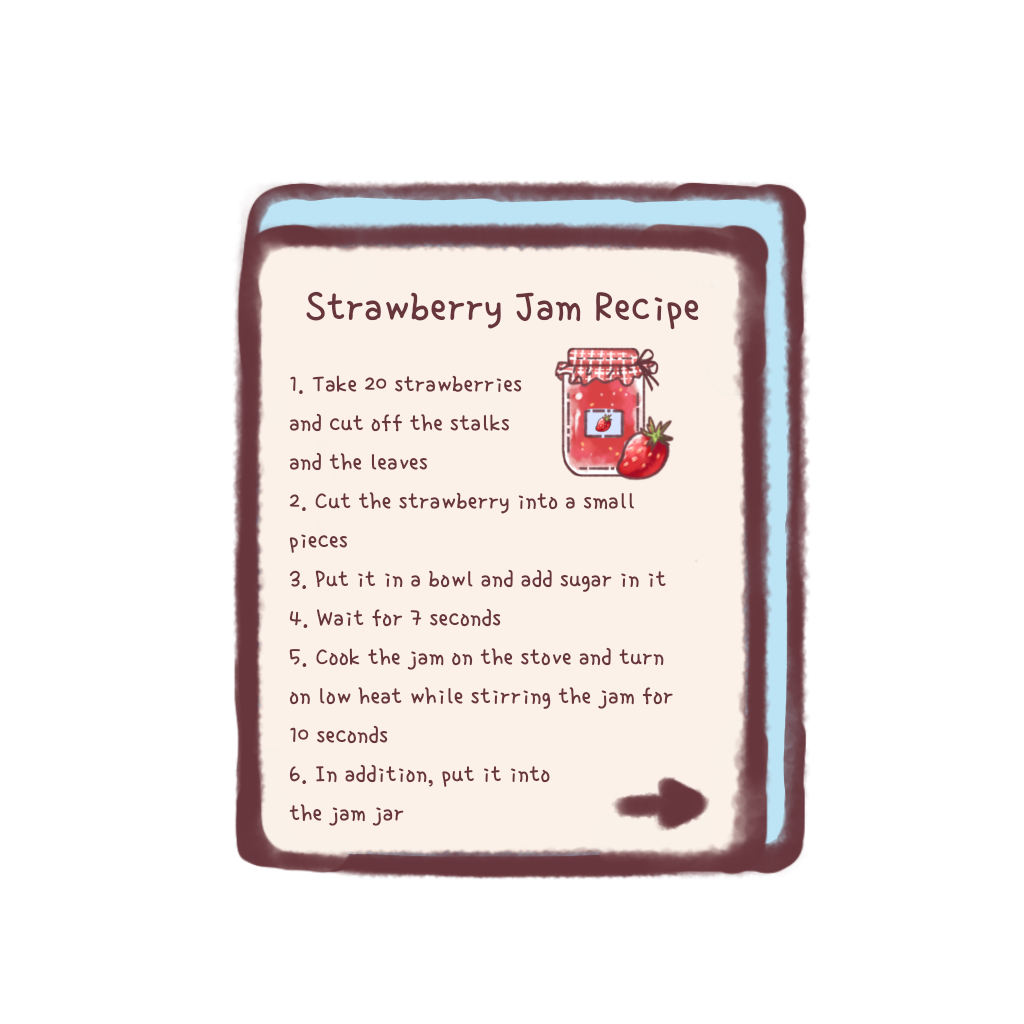 Strawberry Jam Recipe
1. Take 20 strawberries
and cut off the stalks
and the leaves
2. Cut the strawberry into a small
pieces
3. Put it in a bowl and add sugar in it
4. Wait for 7 seconds
5. Cook the jam on the stove and turn
on low heat while stirring the jam for
10 seconds
6. In addition, put it into
the jam jar